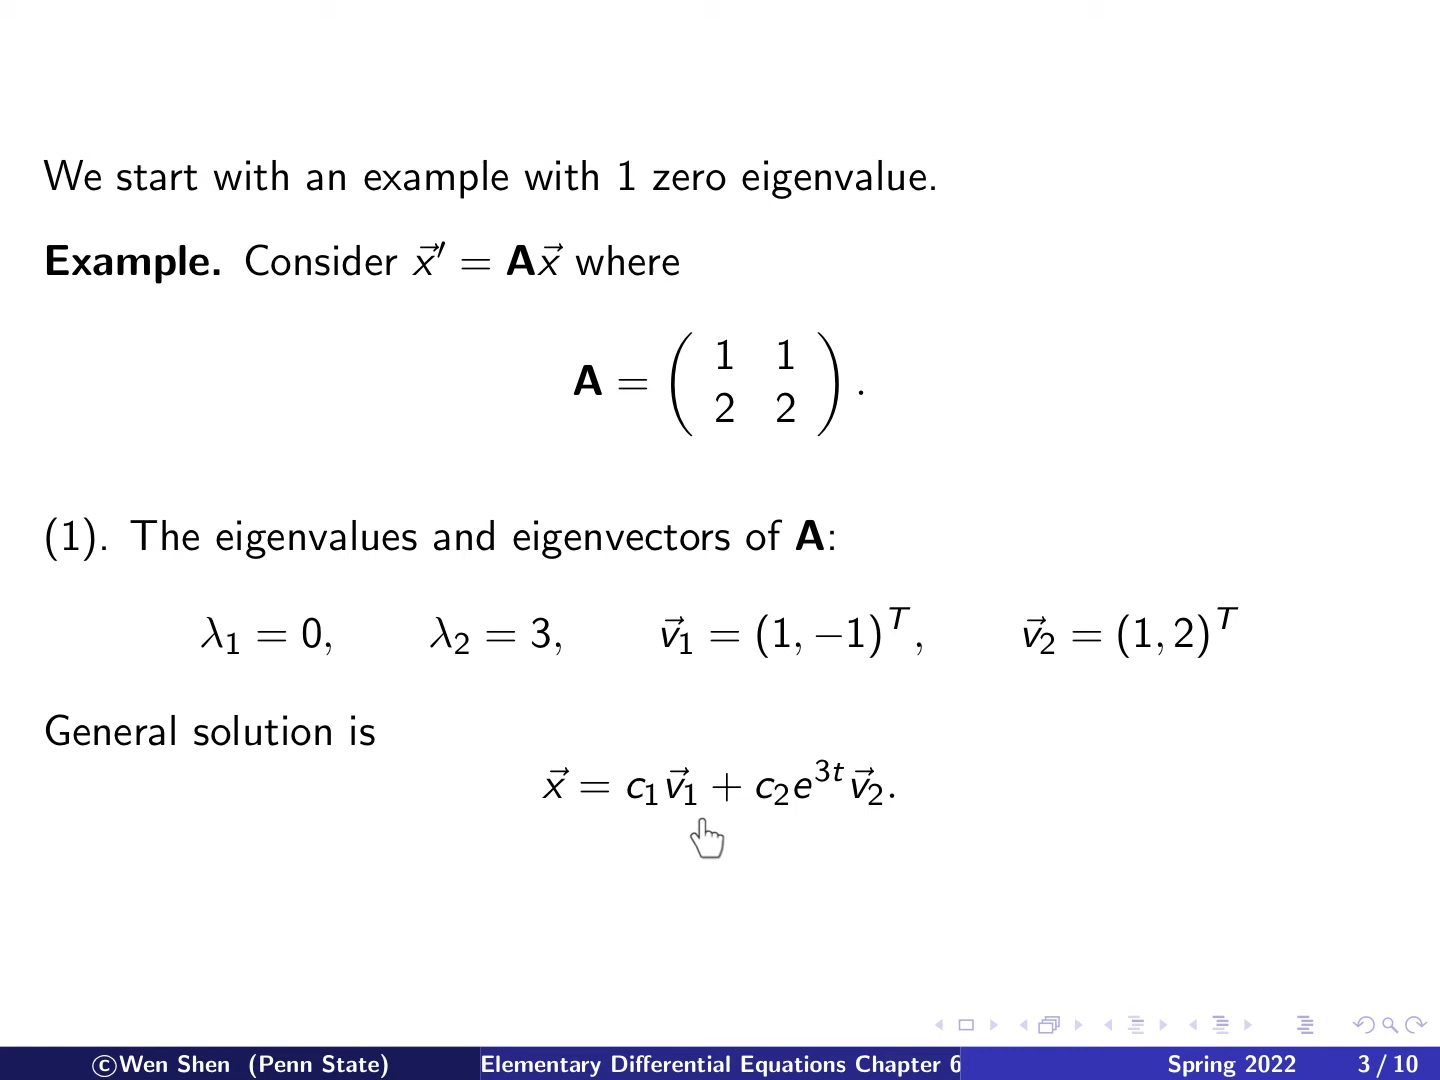 We start with an example with 1 zero eigenvalue.
Example. Consider x⃗′ = Ax⃗ where
A = ( 1 1
2 2 ) .
(1). The eigenvalues and eigenvectors of A:
λ₁ = 0, λ₂ = 3, v⃗₁ = (1, −1)ᵀ, v⃗₂ = (1, 2)ᵀ
General solution is
x⃗ = c₁v⃗₁ + c₂e³ᵗv⃗₂.
©Wen Shen (Penn State) Elementary Differential Equations Chapter 6 Spring 2022 3 / 10